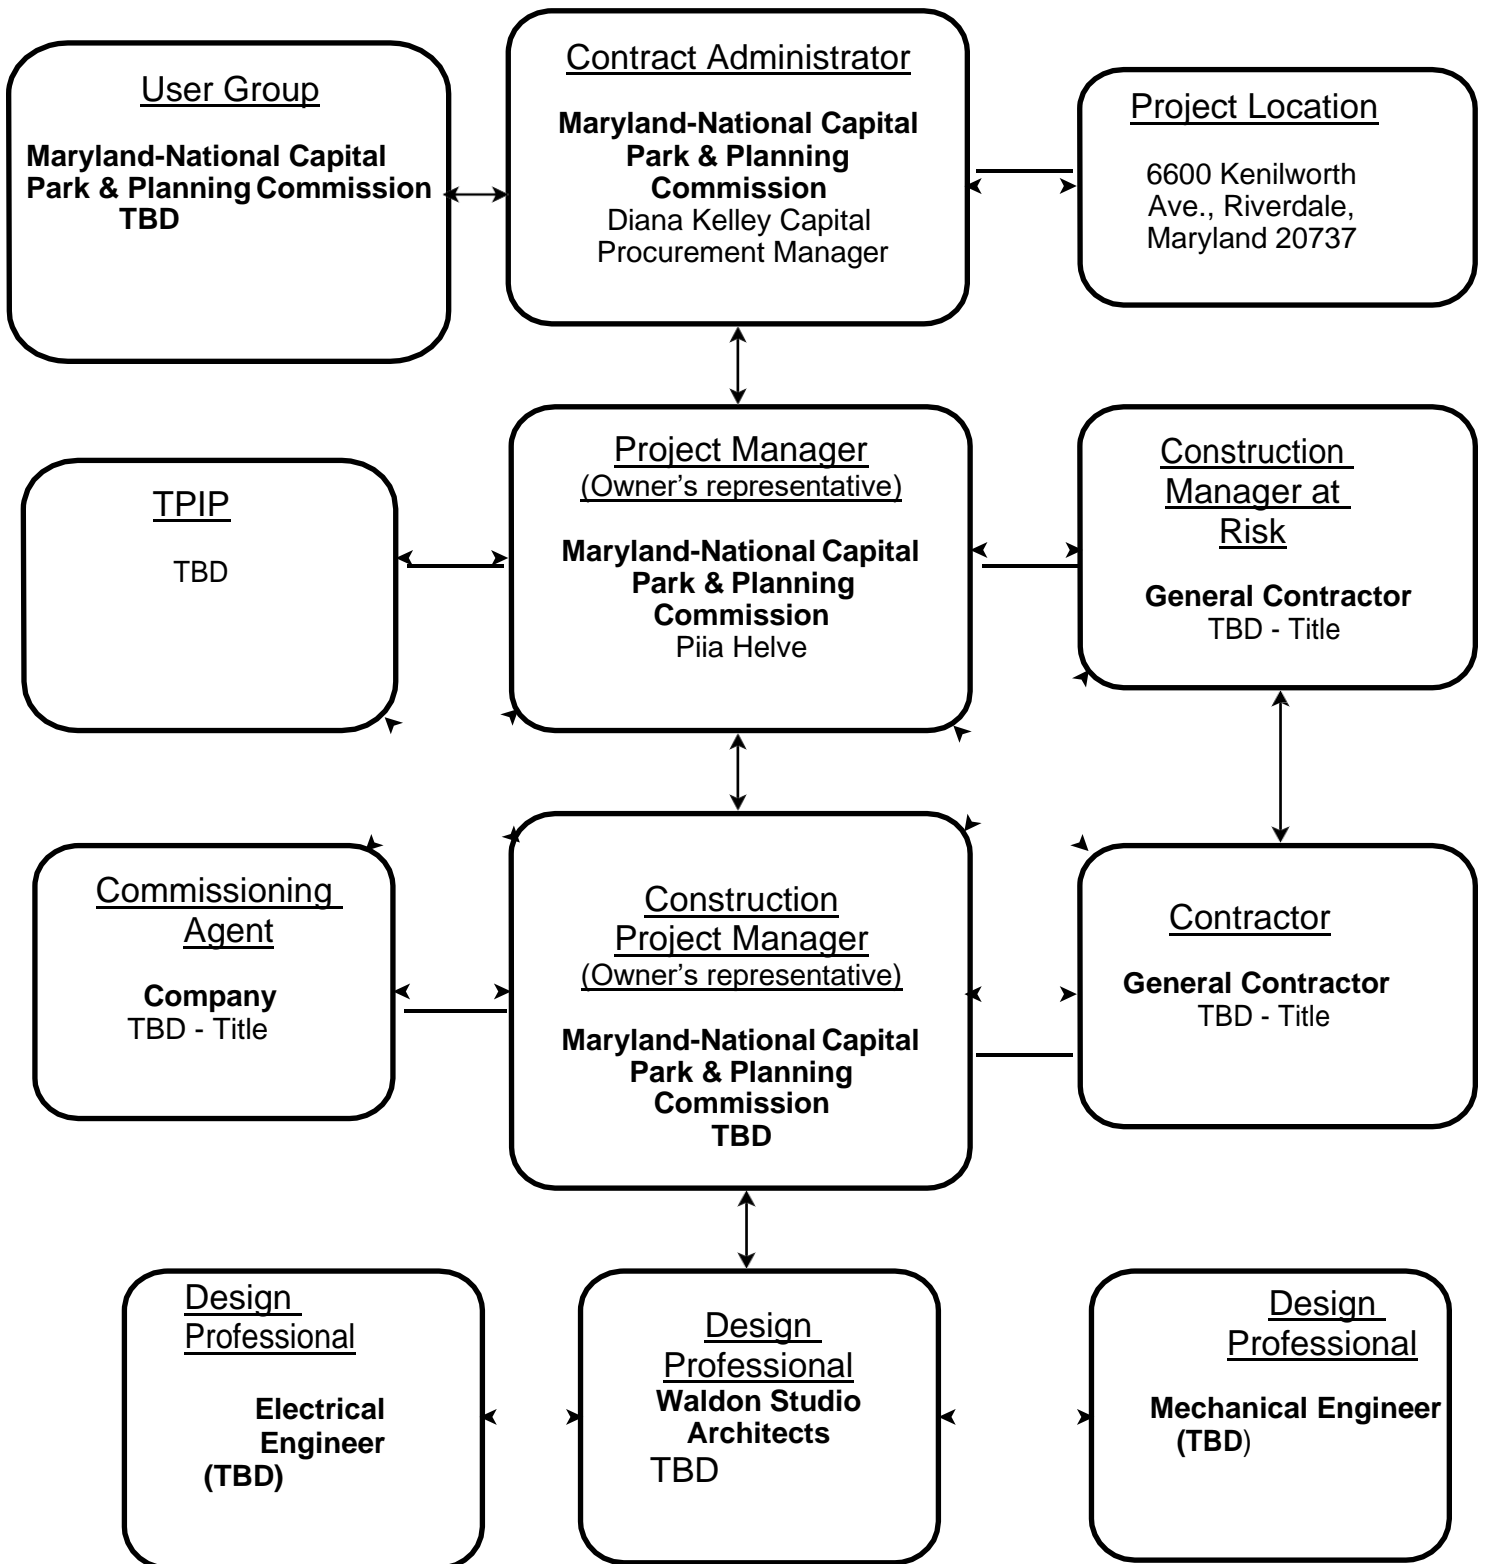 User Group
Maryland-National Capital
Park & Planning Commission
TBD
Contract Administrator
Maryland-National Capital
Park & Planning
Commission
Diana Kelley Capital
Procurement Manager
Project Location
6600 Kenilworth
Ave., Riverdale,
Maryland 20737
TPIP
TBD
Project Manager
(Owner's representative)
Maryland-National Capital
Park & Planning
Commission
Piia Helve
Construction
Manager at
Risk
General Contractor
TBD - Title
Commissioning
Agent
Company
TBD - Title
Construction
Project Manager
(Owner's representative)
Maryland-National Capital
Park & Planning
Commission
TBD
Contractor
General Contractor
TBD - Title
Design
Professional
Electrical
Engineer
(TBD)
Design
Professional
Waldon Studio
Architects
TBD
Design
Professional
Mechanical Engineer
(TBD)